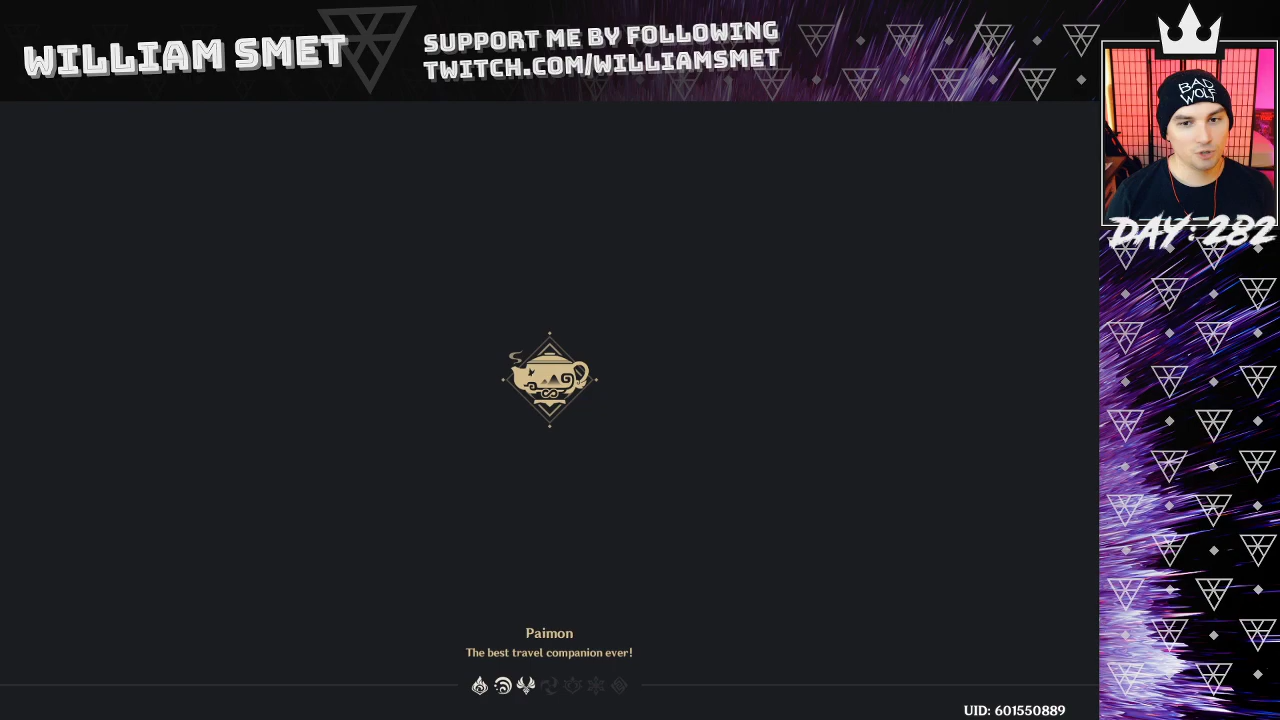 WILLIAM SMET
SUPPORT ME BY FOLLOWING
TWITCH.COM/WILLIAMSMET
BAD
WOLF
DAY: 282
Paimon
The best travel companion ever!
UID: 601550889